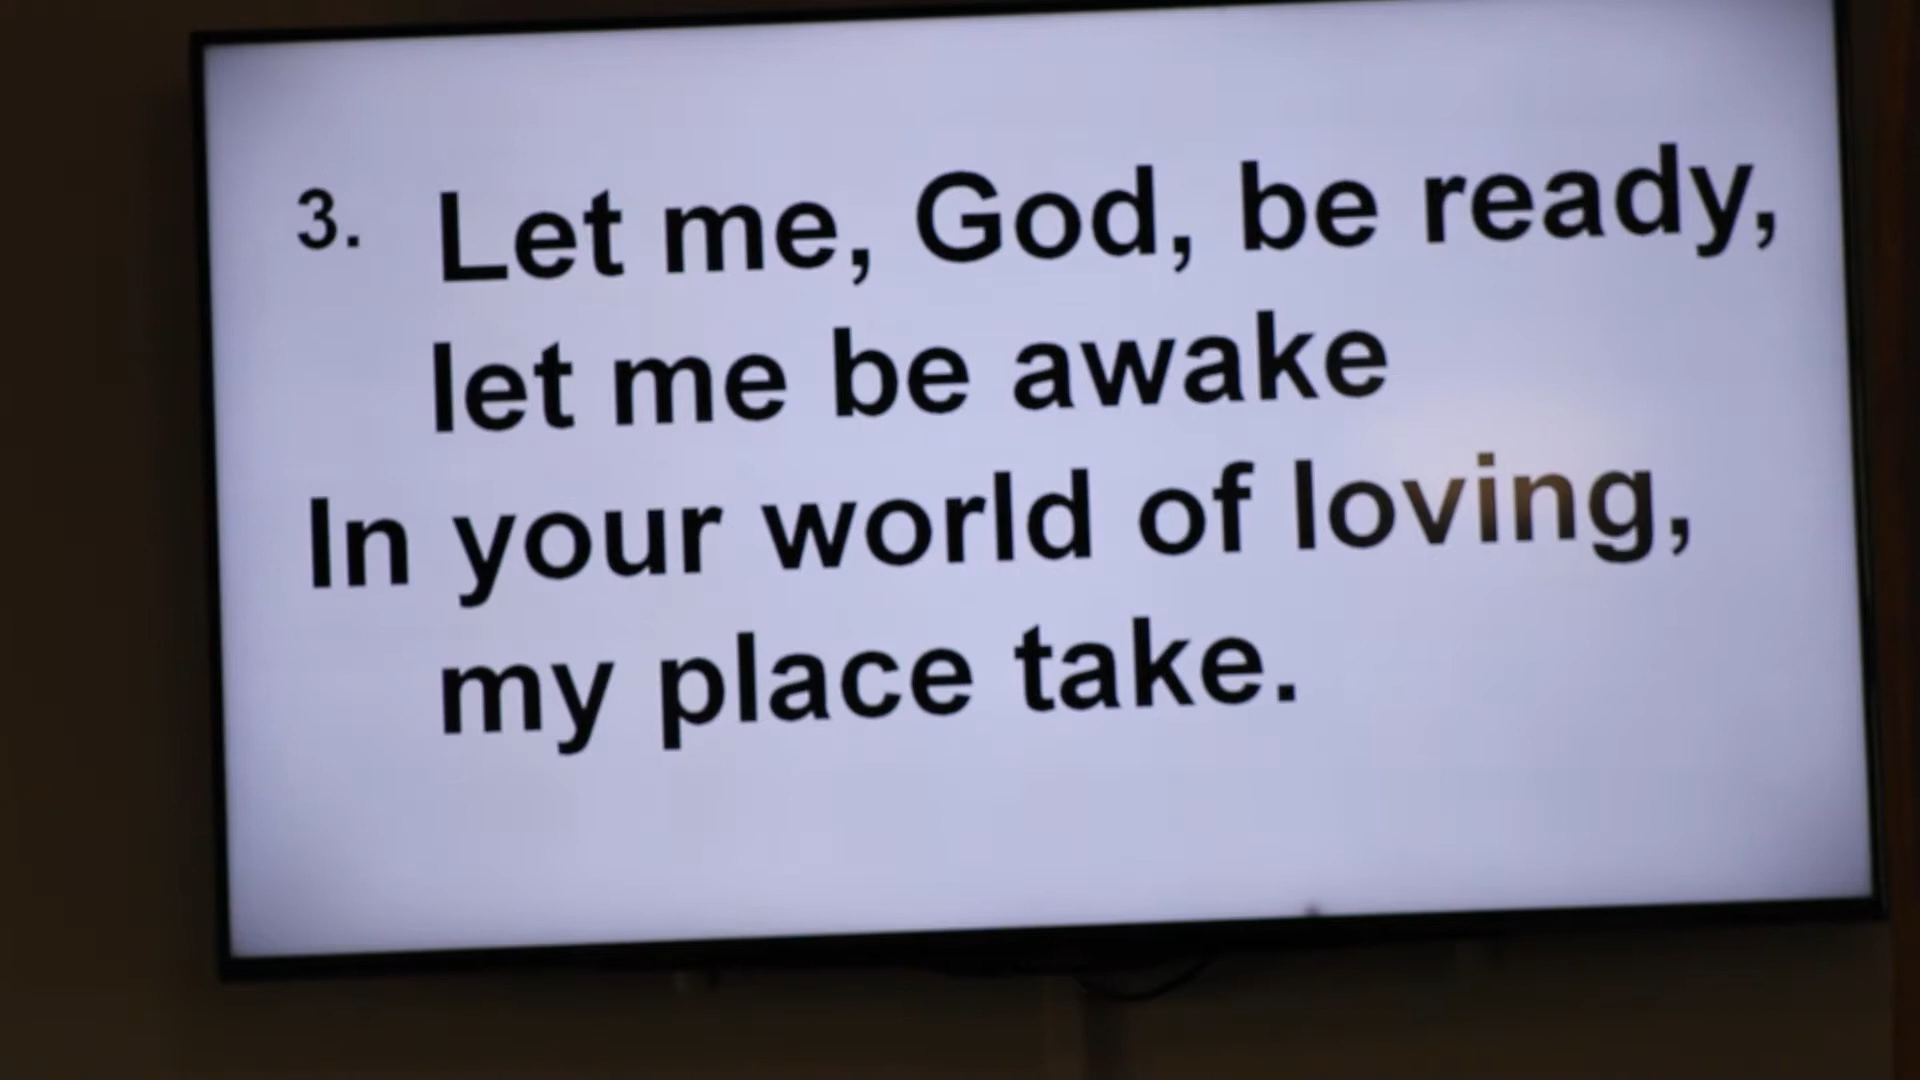 3. Let me, God, be ready,
let me be awake
In your world of loving,
my place take.